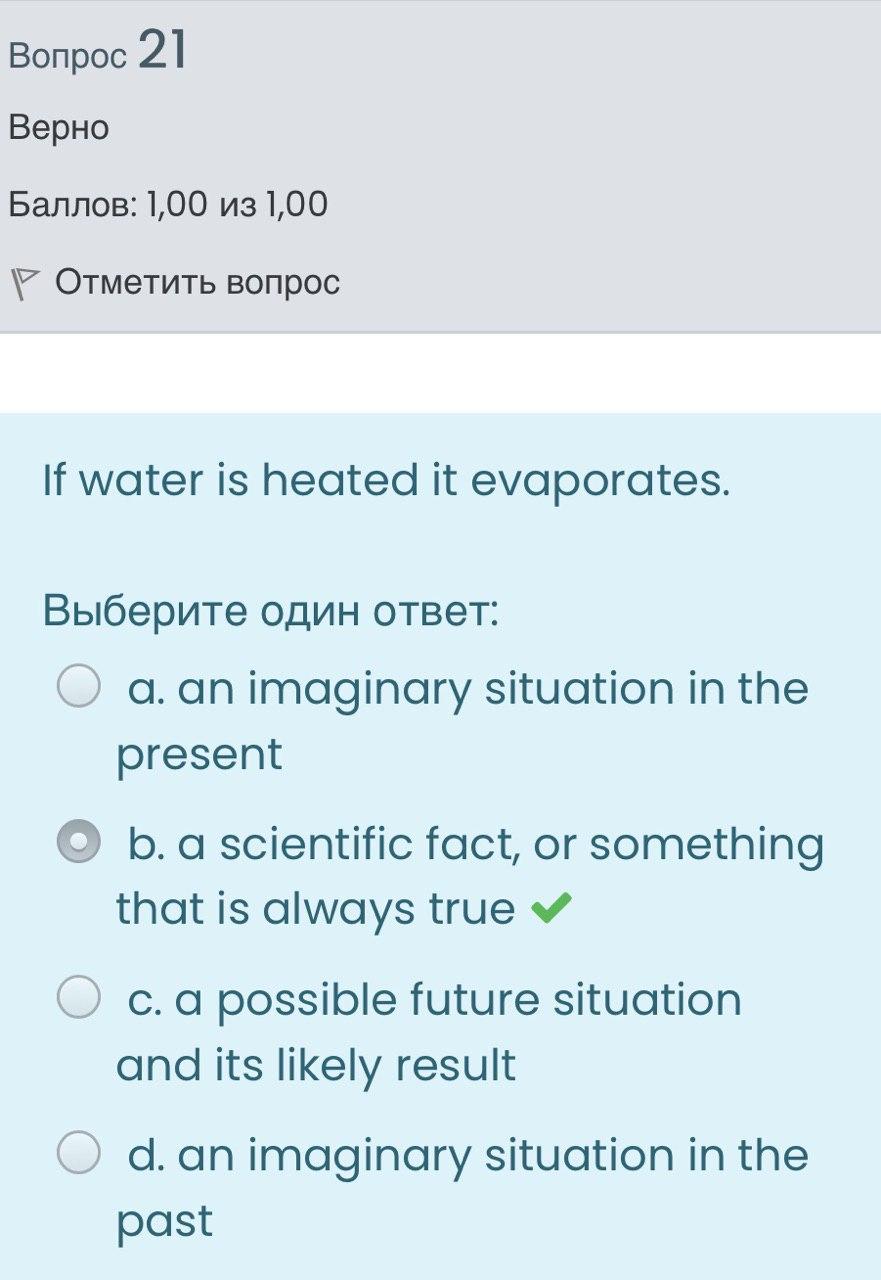 Вопрос 21
Верно
Баллов: 1,00 из 1,00
Отметить вопрос
If water is heated it evaporates.
Выберите один ответ:
a. an imaginary situation in the
present
b. a scientific fact, or something
that is always true
c. a possible future situation
and its likely result
d. an imaginary situation in the
past